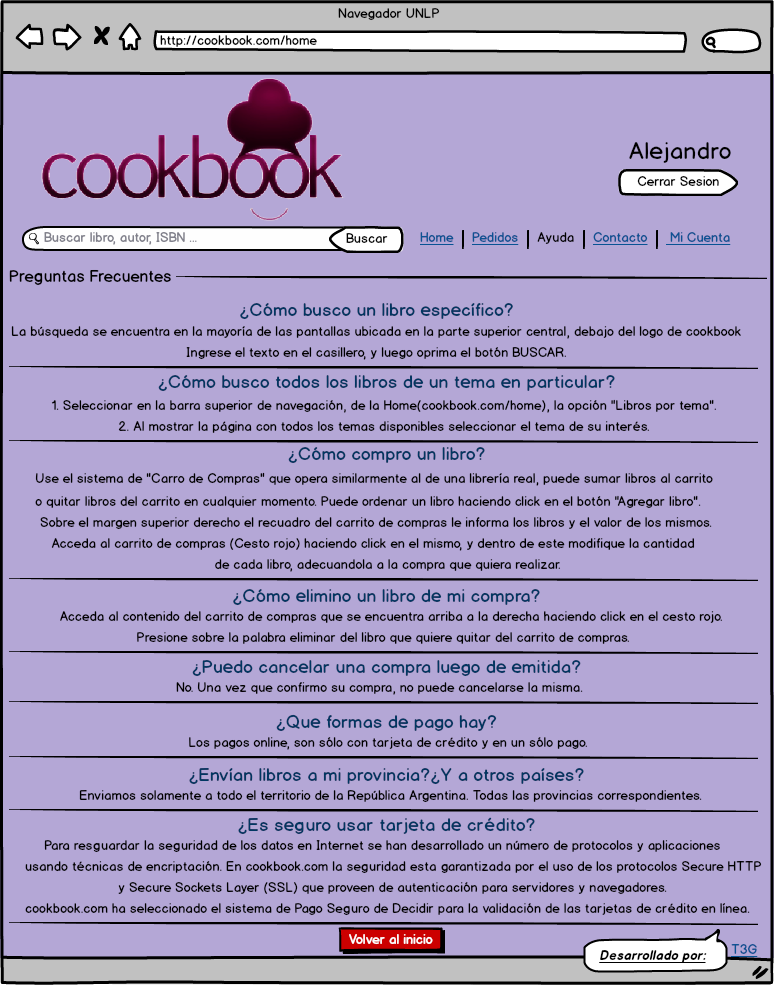 Navegador UNLP
http://cookbook.com/home
cookbook
Alejandro
Cerrar Sesion
Buscar libro, autor, ISBN ...
Buscar
Home | Pedidos | Ayuda | Contacto | Mi Cuenta
Preguntas Frecuentes
¿Cómo busco un libro específico?
La búsqueda se encuentra en la mayoría de las pantallas ubicada en la parte superior central, debajo del logo de cookbook
Ingrese el texto en el casillero, y luego oprima el botón BUSCAR.
¿Cómo busco todos los libros de un tema en particular?
1. Seleccionar en la barra superior de navegación, de la Home(cookbook.com/home), la opción "Libros por tema".
2. Al mostrar la página con todos los temas disponibles seleccionar el tema de su interés.
¿Cómo compro un libro?
Use el sistema de "Carro de Compras" que opera similarmente al de una librería real, puede sumar libros al carrito
o quitar libros del carrito en cualquier momento. Puede ordenar un libro haciendo click en el botón "Agregar libro".
Sobre el margen superior derecho el recuadro del carrito de compras le informa los libros y el valor de los mismos.
Acceda al carrito de compras (Cesto rojo) haciendo click en el mismo, y dentro de este modifique la cantidad
de cada libro, adecuandola a la compra que quiera realizar.
¿Cómo elimino un libro de mi compra?
Acceda al contenido del carrito de compras que se encuentra arriba a la derecha haciendo click en el cesto rojo.
Presione sobre la palabra eliminar del libro que quiere quitar del carrito de compras.
¿Puedo cancelar una compra luego de emitida?
No. Una vez que confirmo su compra, no puede cancelarse la misma.
¿Que formas de pago hay?
Los pagos online, son sólo con tarjeta de crédito y en un sólo pago.
¿Envían libros a mi provincia?¿Y a otros países?
Enviamos solamente a todo el territorio de la República Argentina. Todas las provincias correspondientes.
¿Es seguro usar tarjeta de crédito?
Para resguardar la seguridad de los datos en Internet se han desarrollado un número de protocolos y aplicaciones
usando técnicas de encriptación. En cookbook.com la seguridad esta garantizada por el uso de los protocolos Secure HTTP
y Secure Sockets Layer (SSL) que proveen de autenticación para servidores y navegadores.
cookbook.com ha seleccionado el sistema de Pago Seguro de Decidir para la validación de las tarjetas de crédito en línea.
Volver al inicio
Desarrollado por:
T3G